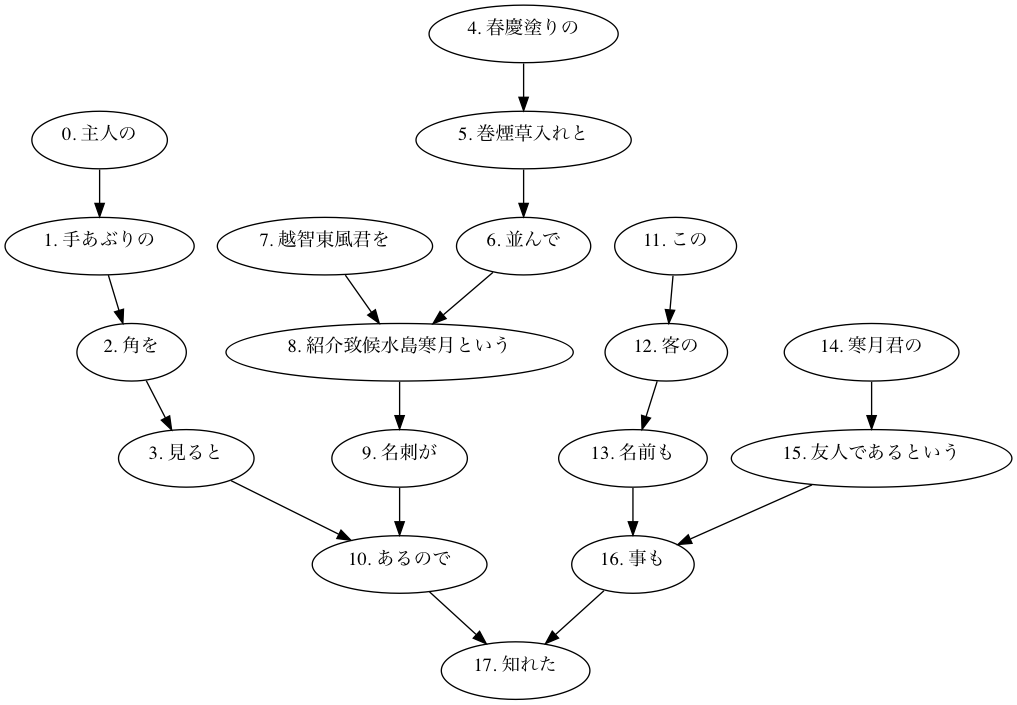 4. 春慶塗りの
0. 主人の
5. 巻煙草入れと
1. 手あぶりの
7. 越智東風君を
6. 並んで
11. この
2. 角を
8. 紹介致候水島寒月という
12. 客の
14. 寒月君の
3. 見ると
9. 名刺が
13. 名前も
15. 友人であるという
10. あるので
16. 事も
17. 知れた